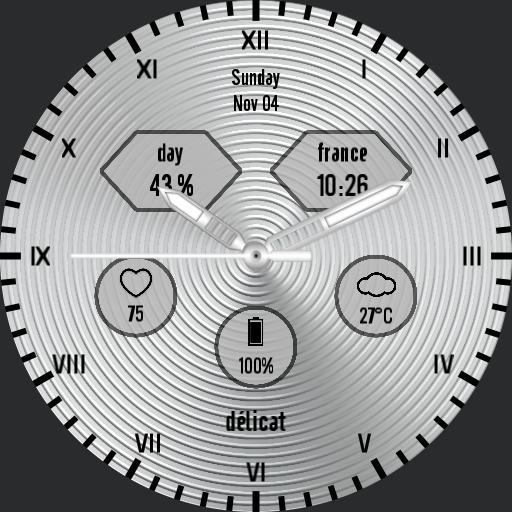 XII
XI
I
Sunday
Nov 04
X
II
day
43%
france
10:26
IX
III
75
27°C
100%
VIII
IV
délicat
VII
V
VI